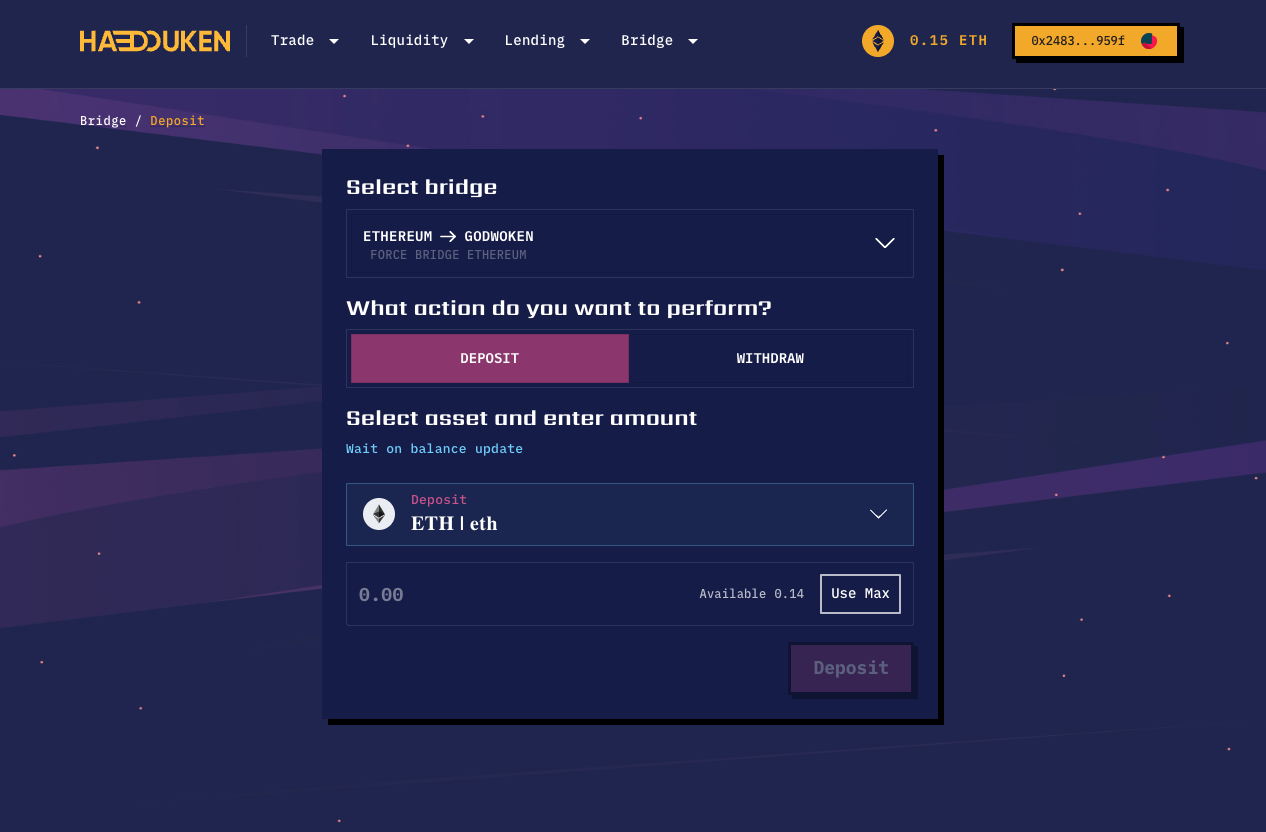 HADOUKEN
Trade
Liquidity
Lending
Bridge
0.15 ETH
0x2483...959f
Bridge / Deposit
Select bridge
ETHEREUM → GODWOKEN
FORCE BRIDGE ETHEREUM
What action do you want to perform?
DEPOSIT
WITHDRAW
Select asset and enter amount
Wait on balance update
Deposit
ETH | eth
0.00
Available 0.14
Use Max
Deposit